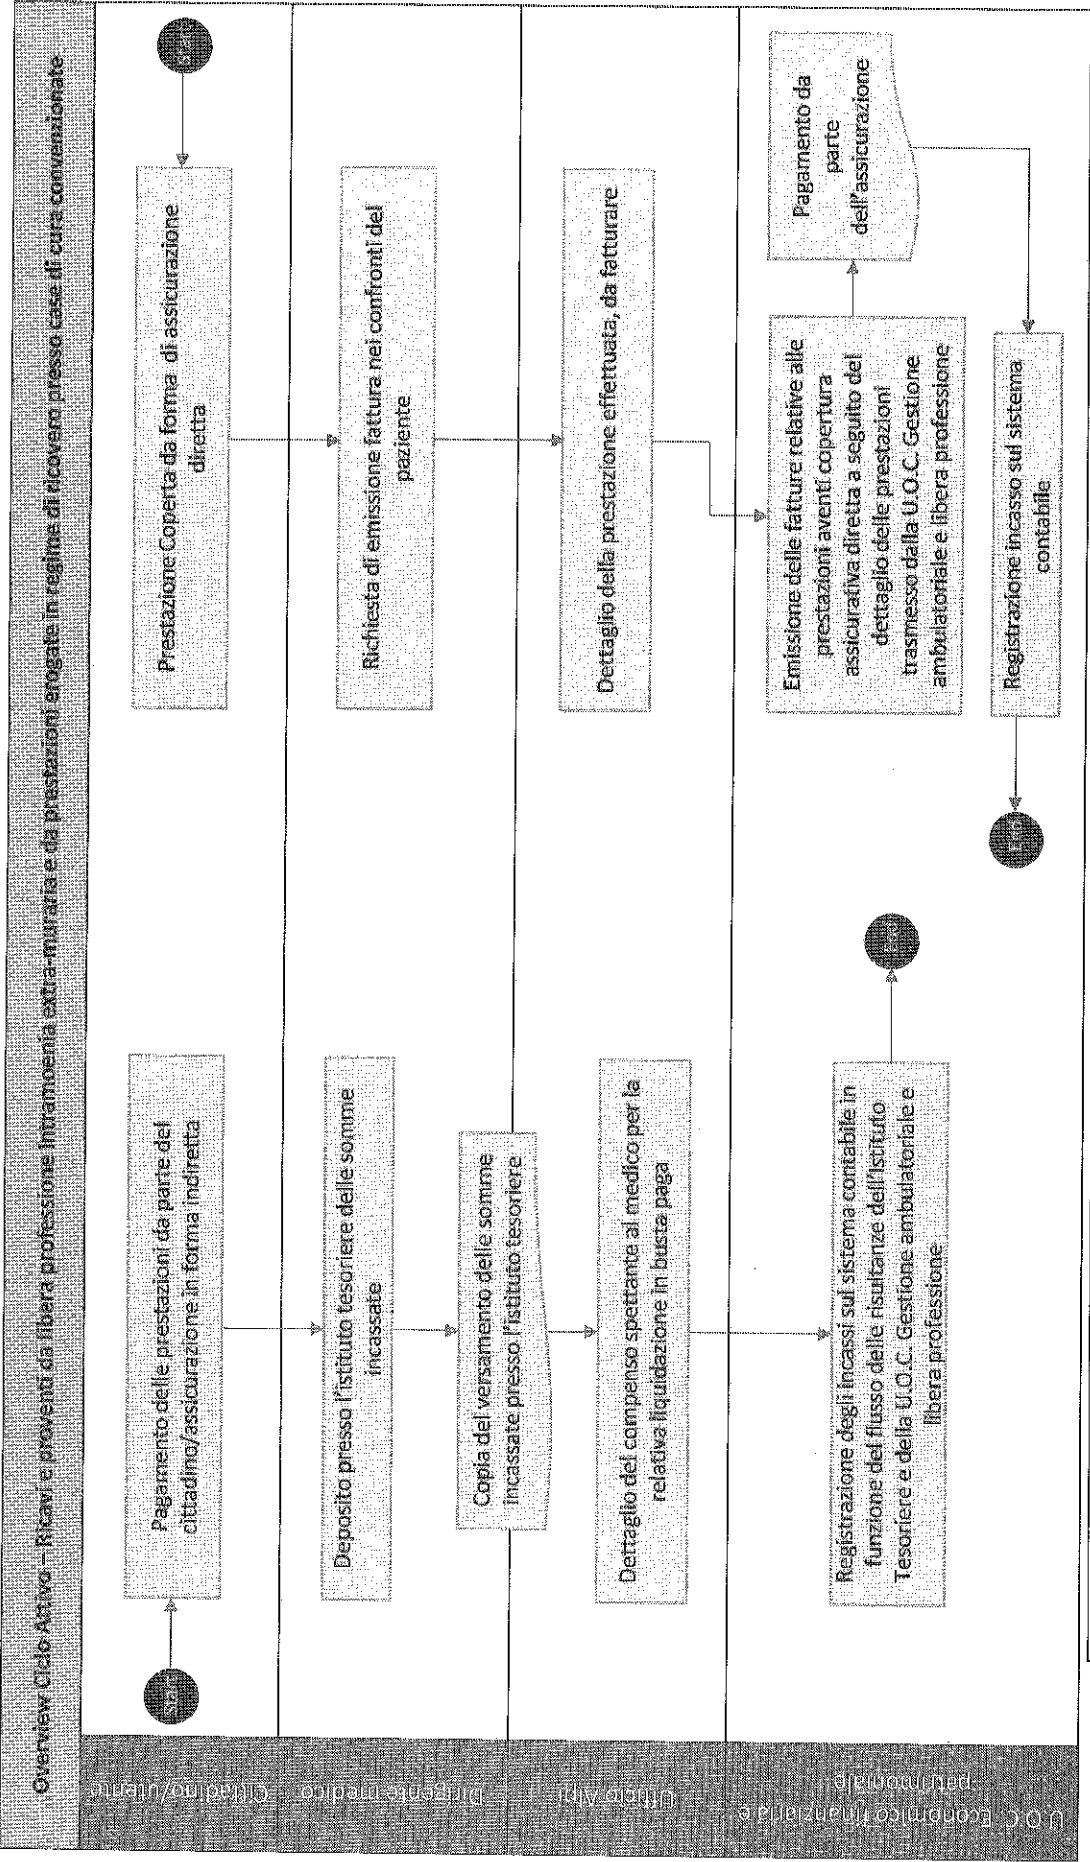 Overview Ciclo Attivo – Ricavi e proventi da libera professione intramoenia extra-muraria e da prestazioni erogate in regime di ricovero presso case di cura convenzionate
Cittadino/utente
Start
Pagamento delle prestazioni da parte del
cittadino/assicurazione in forma indiretta
Prestazione Coperta da forma di assicurazione
diretta
Start
Dirigente medico
Deposito presso l'istituto tesoriere delle somme
incassate
Richiesta di emissione fattura nei confronti del
paziente
Copia del versamento delle somme
incassate presso l'istituto tesoriere
Ufficio Alpi
Dettaglio del compenso spettante al medico per la
relativa liquidazione in busta paga
Dettaglio della prestazione effettuata, da fatturare
U.O.C. Economico Finanziaria e
patrimoniale
Registrazione degli incassi sul sistema contabile in
funzione del flusso delle risultanze dell'Istituto
Tesoriere e della U.O.C. Gestione ambulatoriale e
libera professione
End
Emissione delle fatture relative alle
prestazioni aventi copertura
assicurativa diretta a seguito del
dettaglio delle prestazioni
trasmesso dalla U.O.C. Gestione
ambulatoriale e libera professione
Pagamento da
parte
dell'assicurazione
Registrazione incasso sul sistema
contabile
End